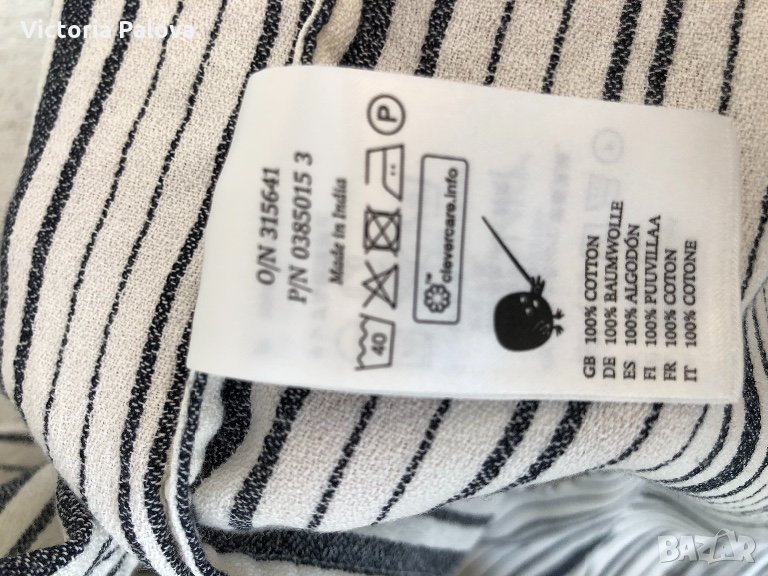 Victoria Palova
O/N 315641
P/N 0385015 3
Made in India
40
P
clevercare.info
GB 100% COTTON
DE 100% BAUMWOLLE
ES 100% ALGODÓN
FI 100% PUUVILLAA
FR 100% COTON
IT 100% COTONE
BAZAR